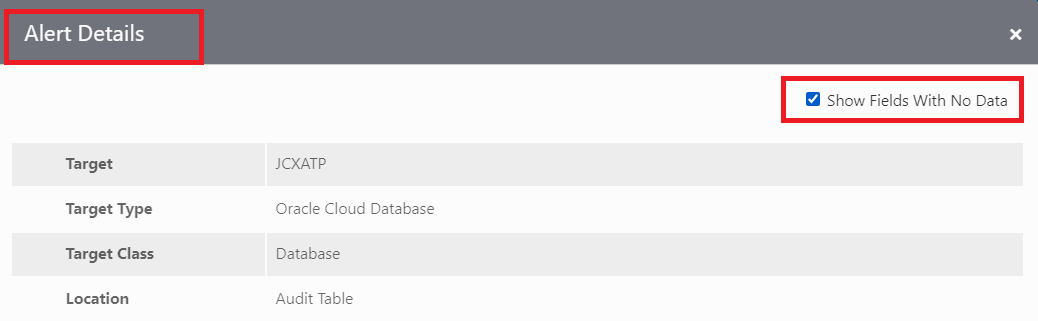 Alert Details
×
Show Fields With No Data
Target JCXATP
Target Type Oracle Cloud Database
Target Class Database
Location Audit Table